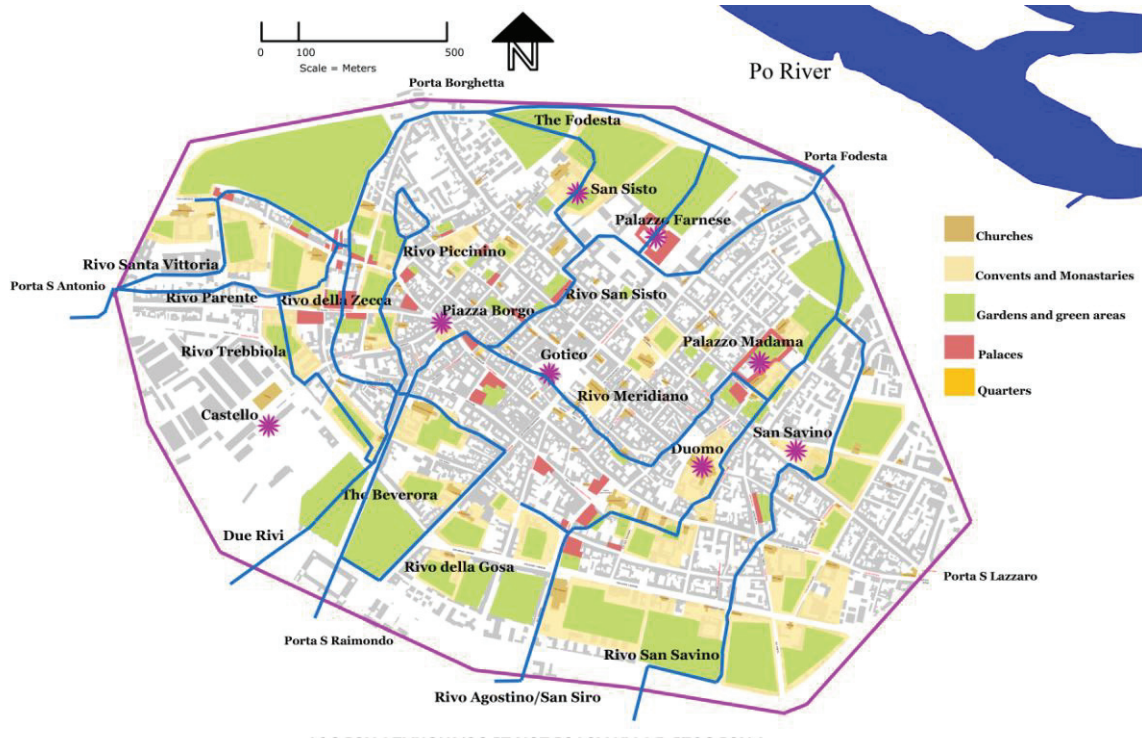 0 100 500
Scale = Meters
N
Po River
Porta Borghetta
The Fodesta
Porta Fodesta
San Sisto
Palazzo Farnese
Churches
Convents and Monastaries
Gardens and green areas
Palaces
Quarters
Rivo Piccinino
Rivo Santa Vittoria
Porta S Antonio
Rivo Parente
Rivo della Zecca
Rivo San Sisto
Piazza Borgo
Rivo Trebbiola
Gotico
Palazzo Madama
Rivo Meridiano
Castello
Duomo
San Savino
The Beverora
Due Rivi
Rivo della Gosa
Porta S Lazzaro
Porta S Raimondo
Rivo San Savino
Rivo Agostino/San Siro